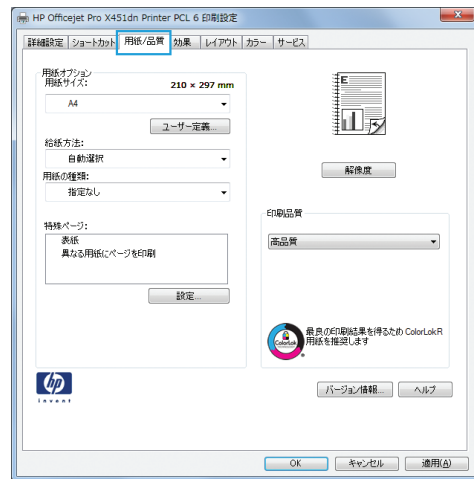 HP Officejet Pro X451dn Printer PCL 6 印刷設定
詳細設定 ショートカット 用紙/品質 効果 レイアウト カラー サービス
用紙オプション
用紙サイズ: 210 × 297 mm
A4
ユーザー定義...
給紙方法:
自動選択
用紙の種類:
指定なし
特殊ページ:
表紙
異なる用紙にページを印刷
設定...
E
解像度
印刷品質
高品質
ColorLok
最良の印刷結果を得るため ColorLokR
用紙を推奨します
hp
invent
バージョン情報... ヘルプ
OK キャンセル 適用(A)